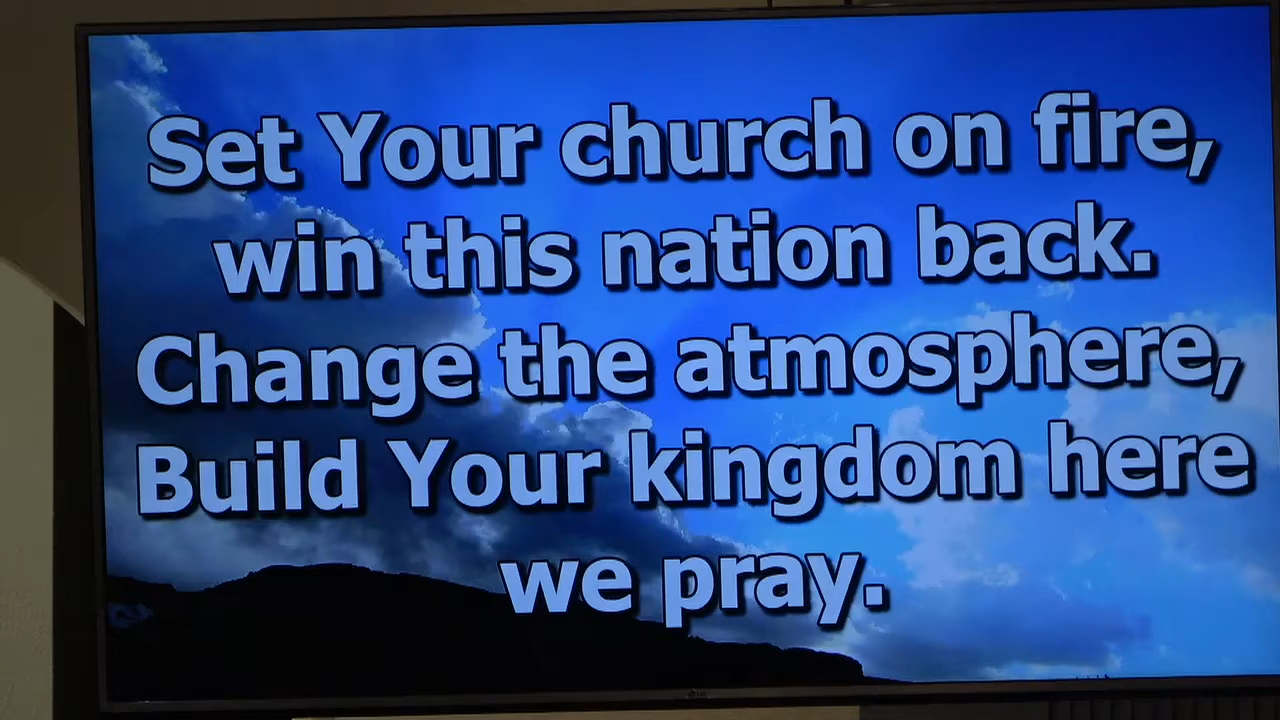 Set Your church on fire,
win this nation back.
Change the atmosphere,
Build Your kingdom here
we pray.